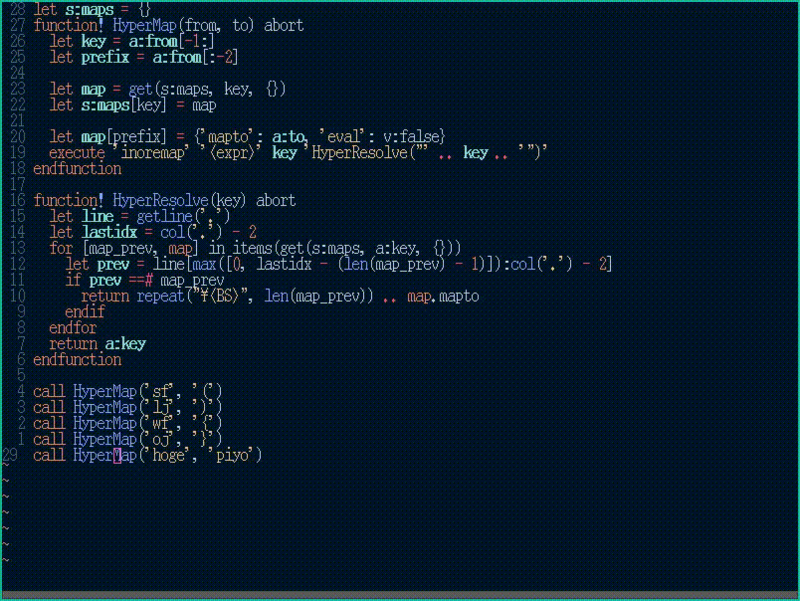 28 let s:maps = {}
27 function! HyperMap(from, to) abort
26   let key = a:from[-1:]
25   let prefix = a:from[:-2]
24
23   let map = get(s:maps, key, {})
22   let s:maps[key] = map
21
20   let map[prefix] = {'mapto': a:to, 'eval': v:false}
19   execute 'inoremap' '<expr>' key 'HyperResolve("' .. key .. '")'
18 endfunction
17
16 function! HyperResolve(key) abort
15   let line = getline('.')
14   let lastidx = col('.') - 2
13   for [map_prev, map] in items(get(s:maps, a:key, {}))
12     let prev = line[max([0, lastidx - (len(map_prev) - 1)]):col('.') - 2]
11     if prev ==# map_prev
10       return repeat("¥<BS>", len(map_prev)) .. map.mapto
9     endif
8   endfor
7   return a:key
6 endfunction
5
4 call HyperMap('sf', '(')
3 call HyperMap('lj', ')')
2 call HyperMap('wf', '{')
1 call HyperMap('oj', '}')
29 call HyperMap('hoge', 'piyo')
~
~
~
~
~
~
~